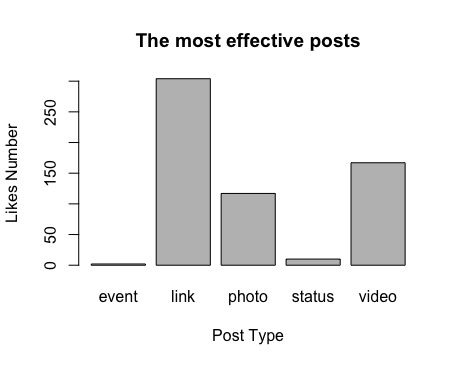 The most effective posts
Likes Number
250
150
50
0
event link photo status video
Post Type